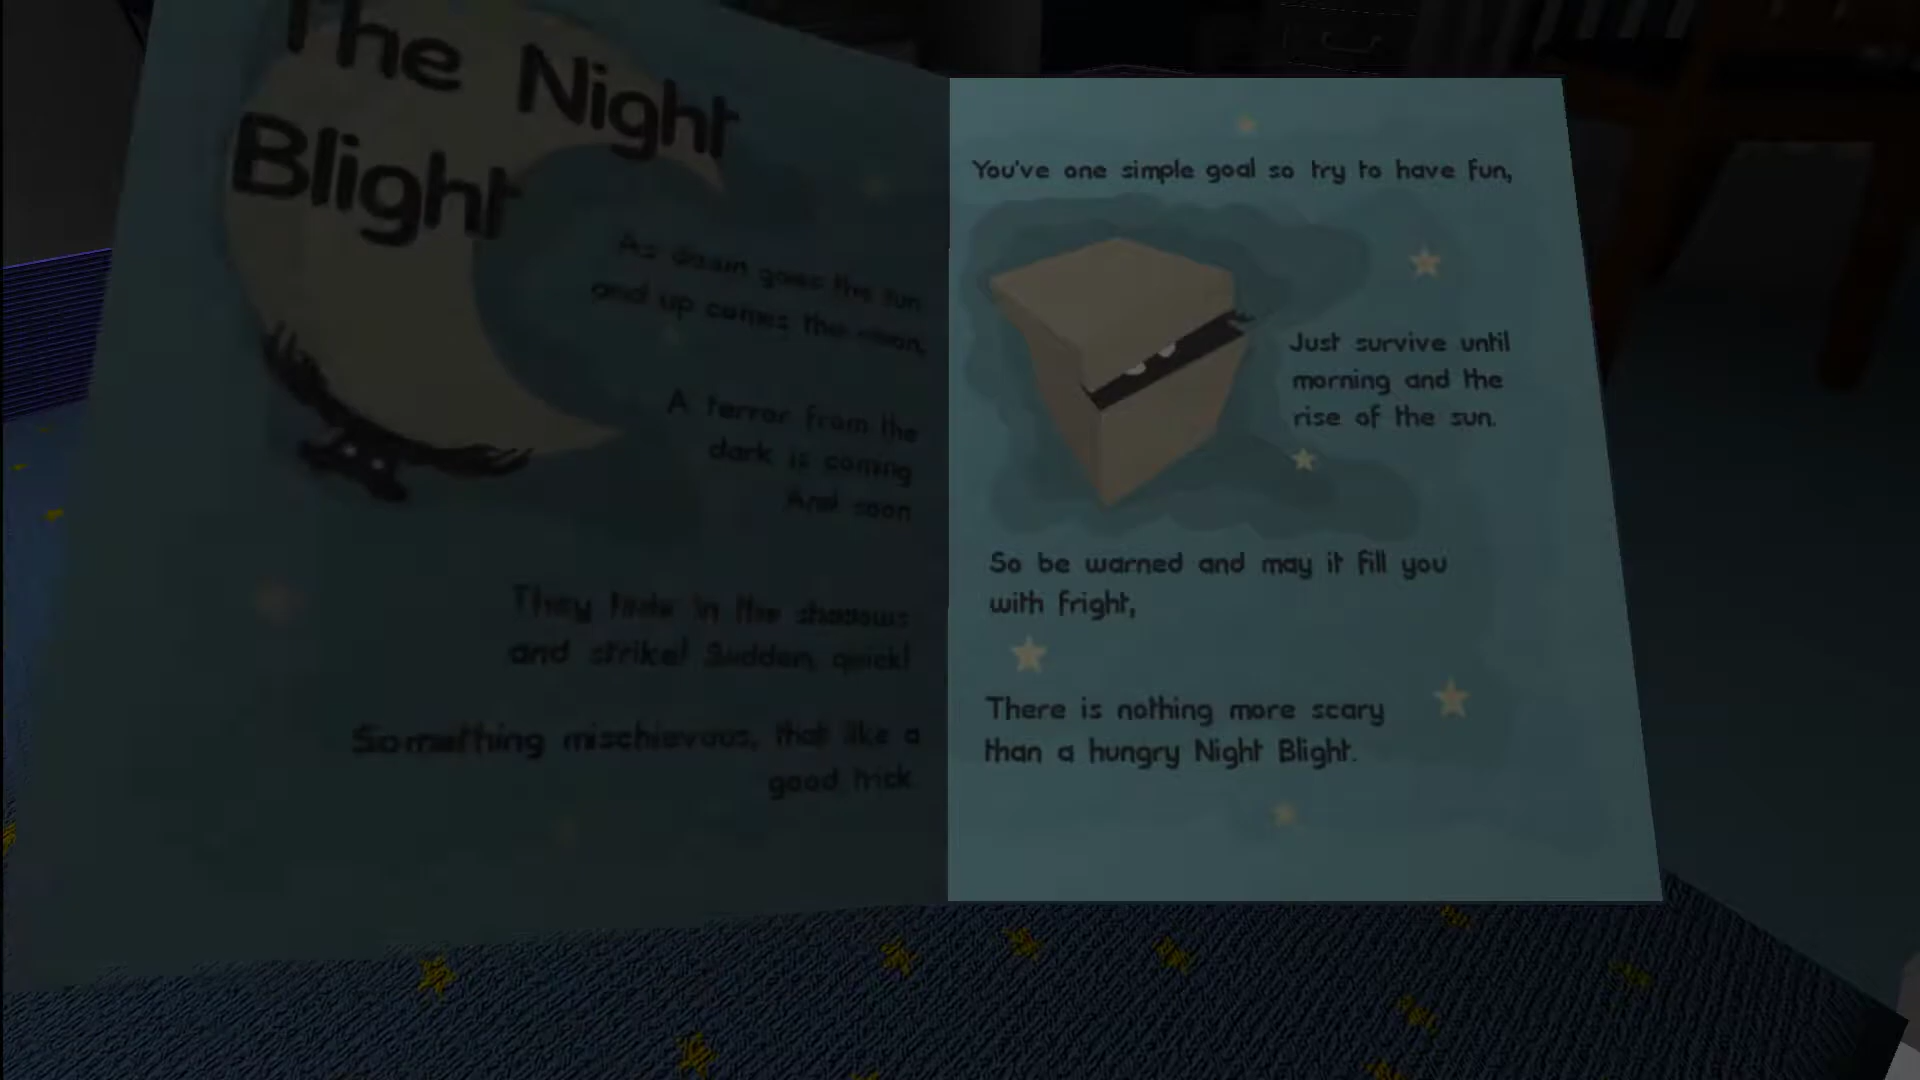 The Night
Blight
As down goes the sun
and up comes the moon,
A terror from the
dark is coming
And soon
They hide in the shadows
and strike! Sudden, quick!
Something mischievous, that like a
good trick.
You've one simple goal so try to have fun,
Just survive until
morning and the
rise of the sun.
So be warned and may it fill you
with fright,
There is nothing more scary
than a hungry Night Blight.